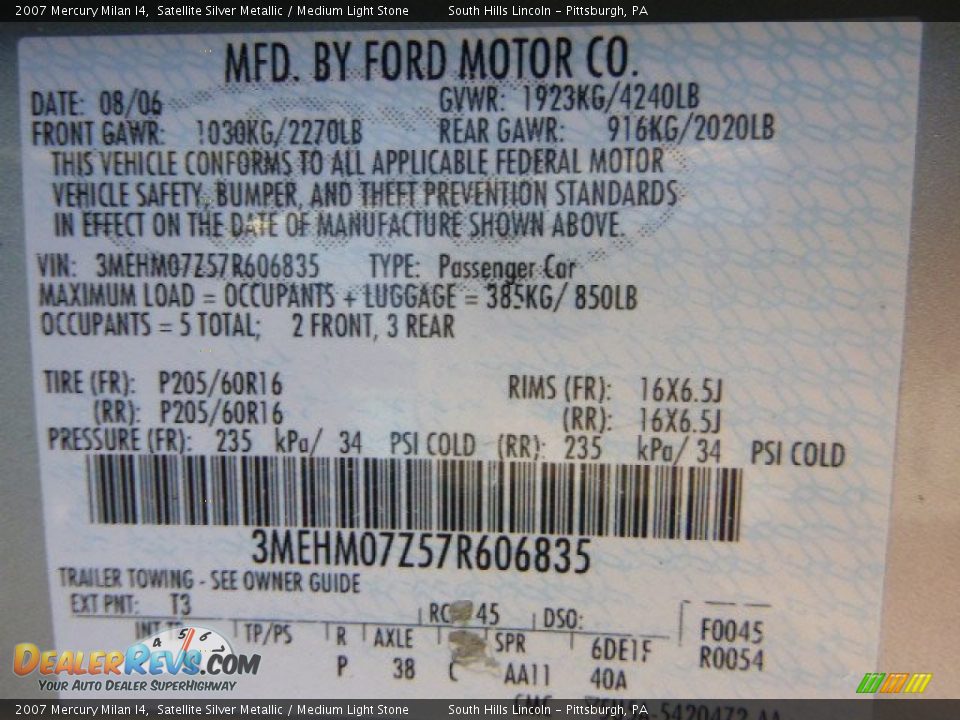 2007 Mercury Milan I4, Satellite Silver Metallic / Medium Light Stone South Hills Lincoln - Pittsburgh, PA
MFD. BY FORD MOTOR CO.
DATE: 08/06 GVWR: 1923KG/4240LB
FRONT GAWR: 1030KG/2270LB REAR GAWR: 916KG/2020LB
THIS VEHICLE CONFORMS TO ALL APPLICABLE FEDERAL MOTOR
VEHICLE SAFETY, BUMPER, AND THEFT PREVENTION STANDARDS
IN EFFECT ON THE DATE OF MANUFACTURE SHOWN ABOVE.
VIN: 3MEHM07Z57R606835 TYPE: Passenger Car
MAXIMUM LOAD = OCCUPANTS + LUGGAGE = 385KG/ 850LB
OCCUPANTS = 5 TOTAL; 2 FRONT, 3 REAR
TIRE (FR): P205/60R16 RIMS (FR): 16X6.5J
(RR): P205/60R16 (RR): 16X6.5J
PRESSURE (FR): 235 kPa/ 34 PSI COLD (RR): 235 kPa/ 34 PSI COLD
3MEHM07Z57R606835
TRAILER TOWING - SEE OWNER GUIDE
EXT PNT: T3 45 DSO: F0045
INT TP/PS R AXLE SPR 6DE1F R0054
P 38 AA11 40A
4 5 6
DEALERREVS.COM
YOUR AUTO DEALER SUPERHIGHWAY
2007 Mercury Milan I4, Satellite Silver Metallic / Medium Light Stone South Hills Lincoln - Pittsburgh, PA